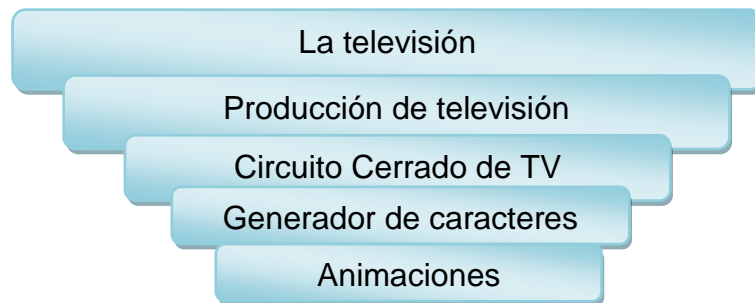 La televisión
Producción de televisión
Circuito Cerrado de TV
Generador de caracteres
Animaciones